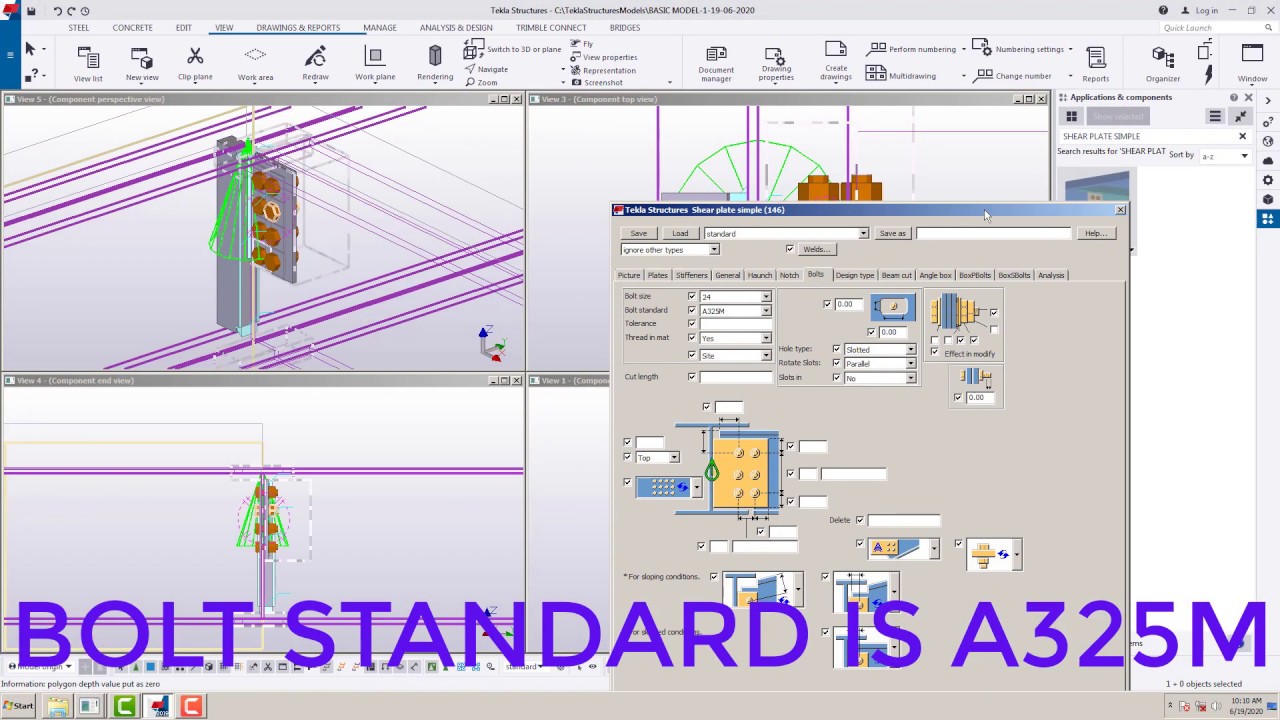 Tekla Structures - C:\TeklaStructuresModels\BASIC MODEL-1-19-06-2020
Log in
STEEL CONCRETE EDIT VIEW DRAWINGS & REPORTS MANAGE ANALYSIS & DESIGN TRIMBLE CONNECT BRIDGES
Quick Launch
View list
New view
Clip plane
Work area
Redraw
Work plane
Rendering
Switch to 3D or plane
Navigate
Zoom
Fly
View properties
Representation
Screenshot
Document manager
Drawing properties
Create drawings
Perform numbering
Multidrawing
Numbering settings
Change number
Reports
Organizer
Window
View 5 - (Component perspective view)
View 3 - (Component top view)
Applications & components
Show selected
SHEAR PLATE SIMPLE
Search results for 'SHEAR PLAT
Sort by
a-z
Tekla Structures Shear plate simple (146)
Save
Load
standard
Save as
Help...
ignore other types
Welds...
Picture Plates Stiffeners General Haunch Notch Bolts Design type Beam cut Angle box BoxPBolts BoxSBolts Analysis
Bolt size 24
Bolt standard A325M
Tolerance
Thread in mat Yes
Site
Cut length
0.00
0.00
Hole type: Slotted
Rotate Slots: Parallel
Slots in No
Effect in modify
0.00
View 4 - (Component end view)
View 1 - (Compone
Top
Delete
* For sloping conditions.
BOLT STANDARD IS A325M
standard
Information: polygon depth value put as zero
1 + 0 objects selected
Start
10:10 AM
6/19/2020